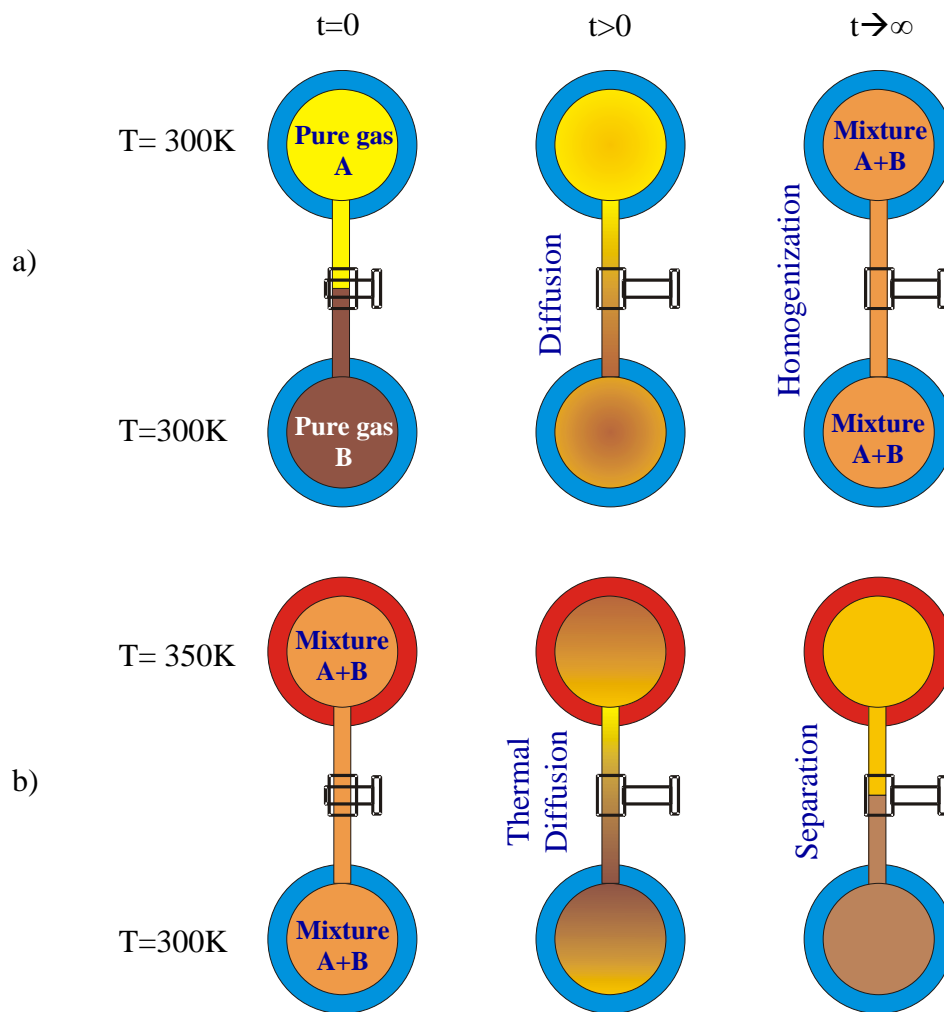 t=0
t>0
t→∞
T= 300K
Pure gas
A
Mixture
A+B
a)
Diffusion
Homogenization
T=300K
Pure gas
B
Mixture
A+B
T= 350K
Mixture
A+B
b)
Thermal
Diffusion
Separation
T=300K
Mixture
A+B